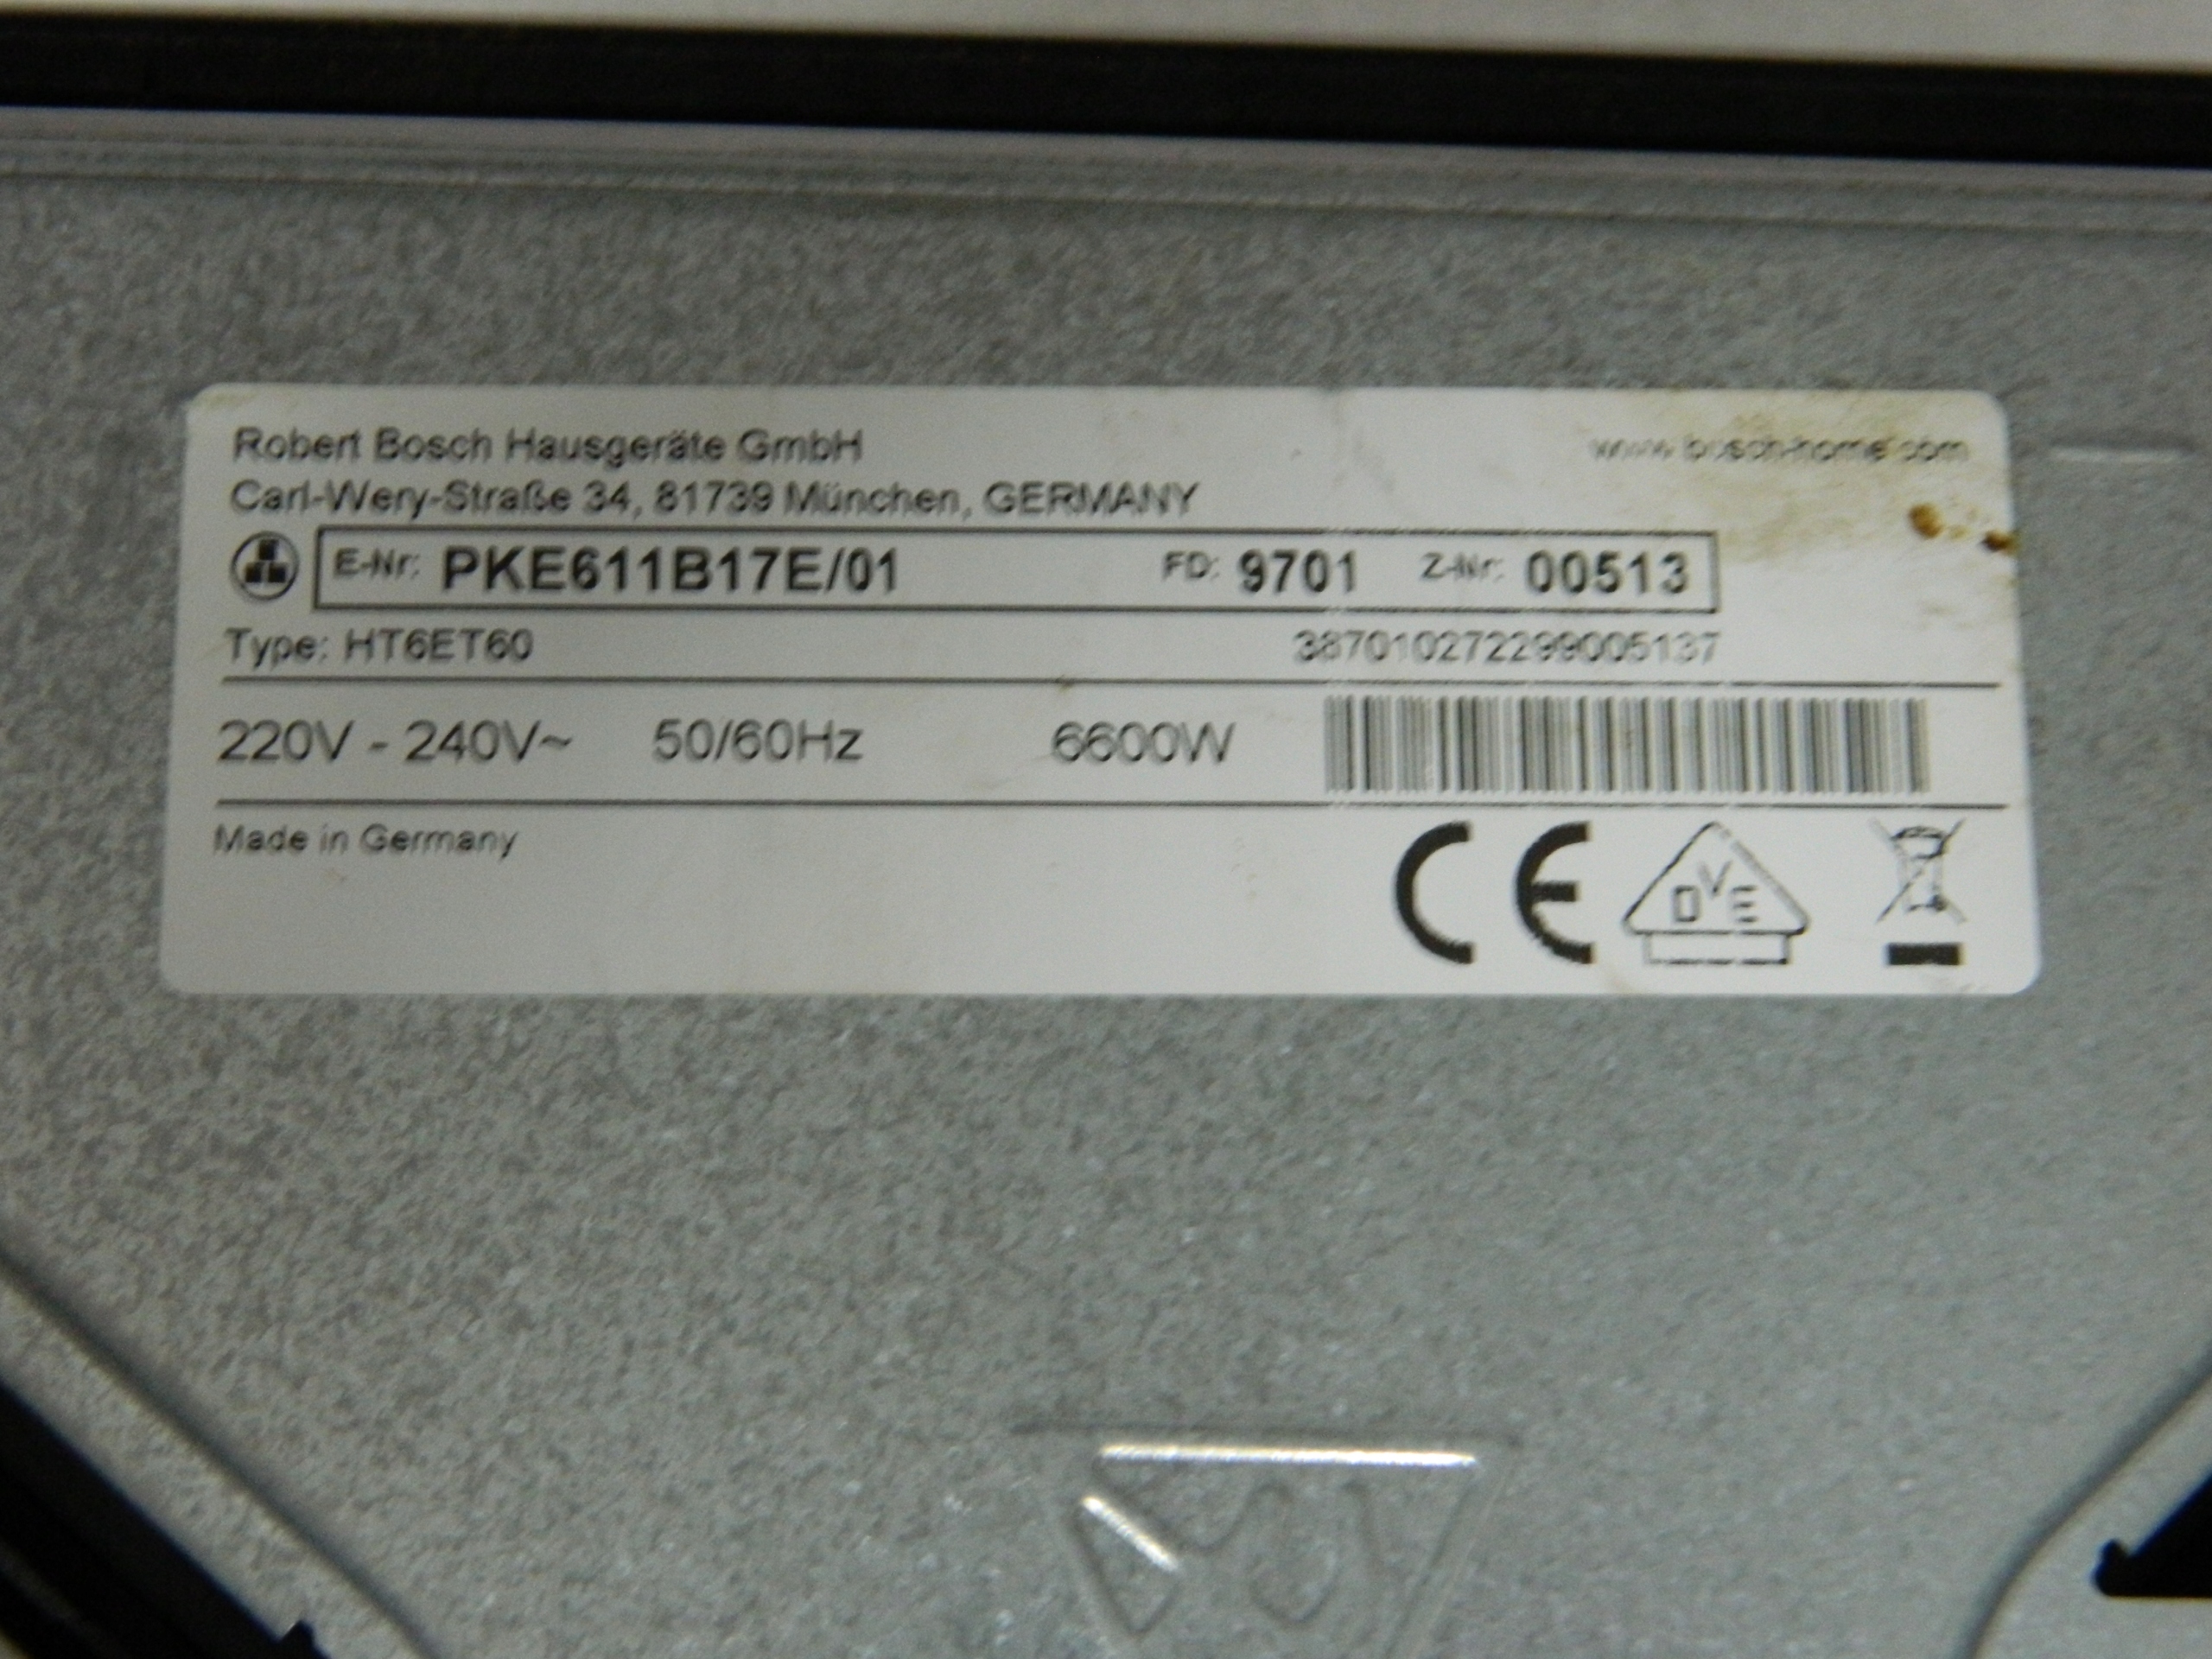 Robert Bosch Hausgeräte GmbH www.bosch-home.com
Carl-Wery-Straße 34, 81739 München, GERMANY
E-Nr: PKE611B17E/01 FD: 9701 Z-Nr: 00513
Type: HT6ET60 387010272299005137
220V - 240V~ 50/60Hz 6600W
Made in Germany
CE DVE